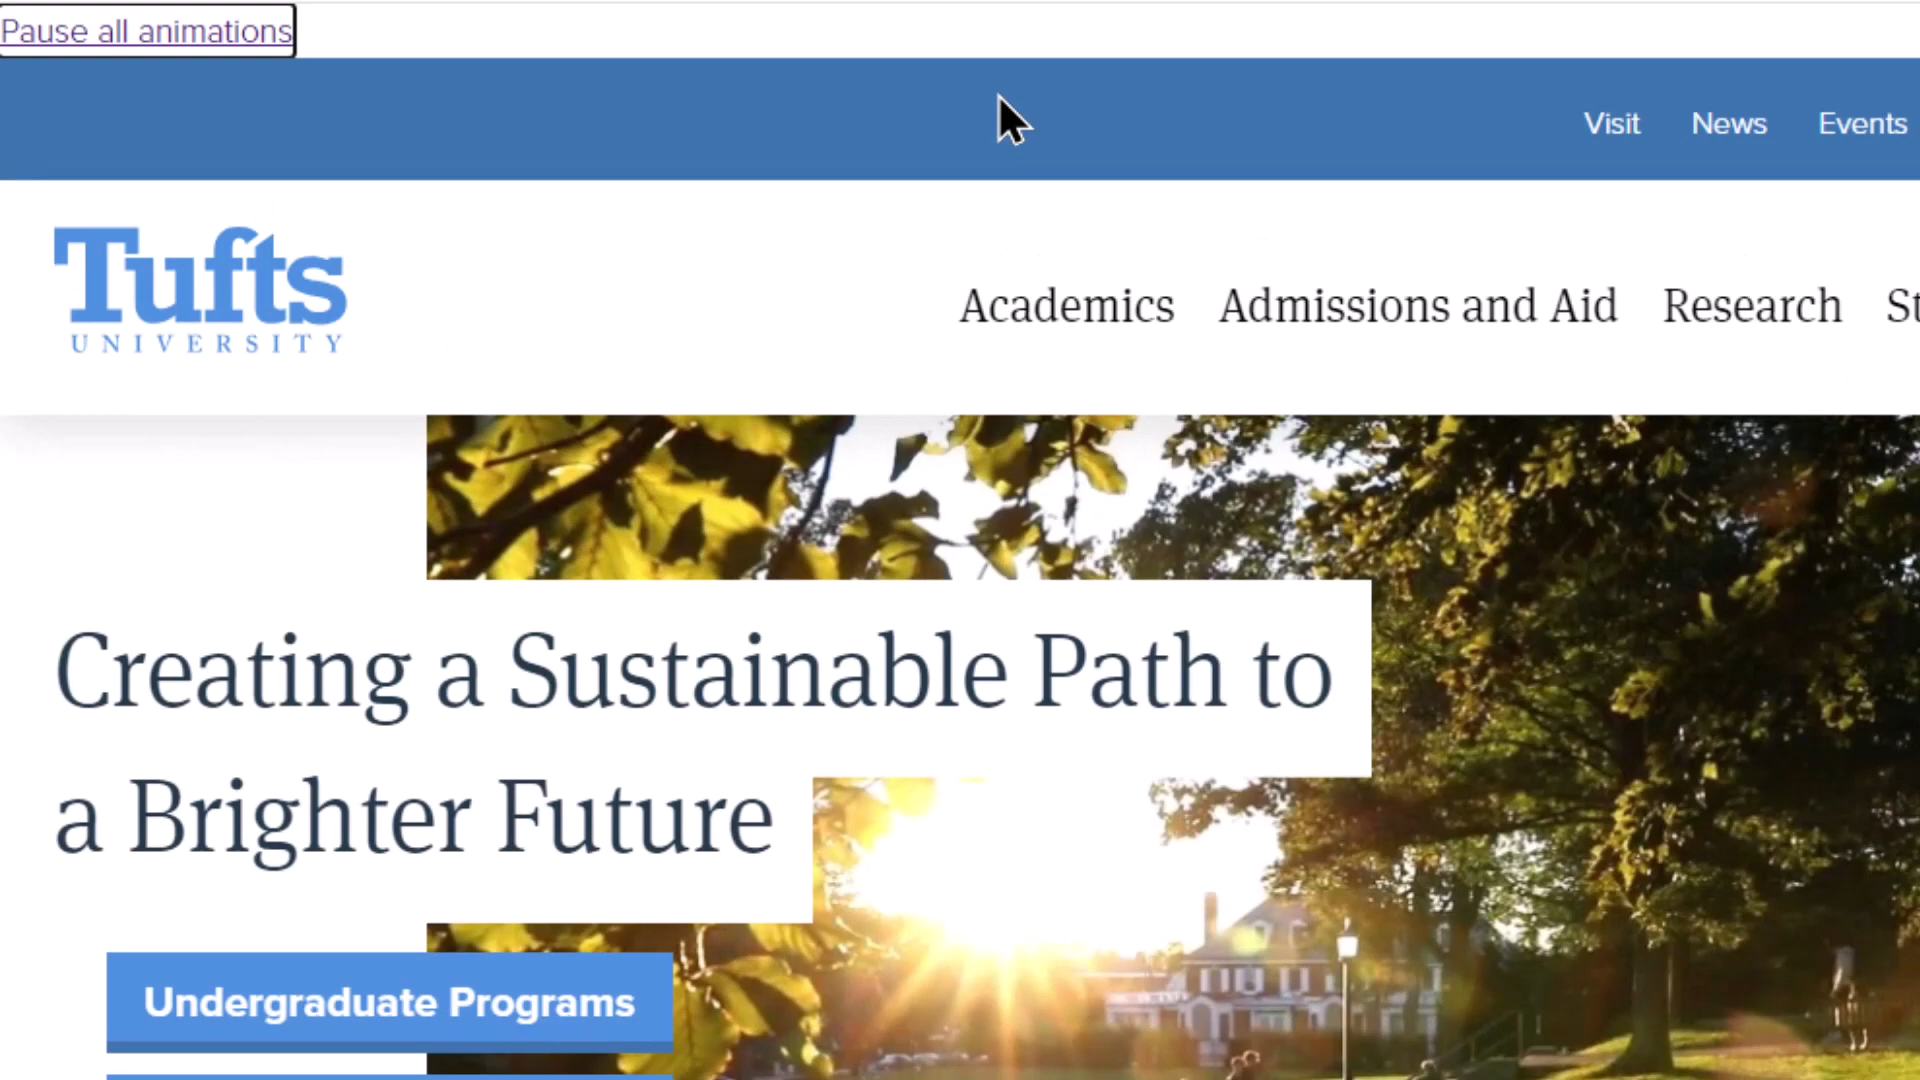 Pause all animations
Visit News Events
Tufts
UNIVERSITY
Academics Admissions and Aid Research St
Creating a Sustainable Path to
a Brighter Future
Undergraduate Programs